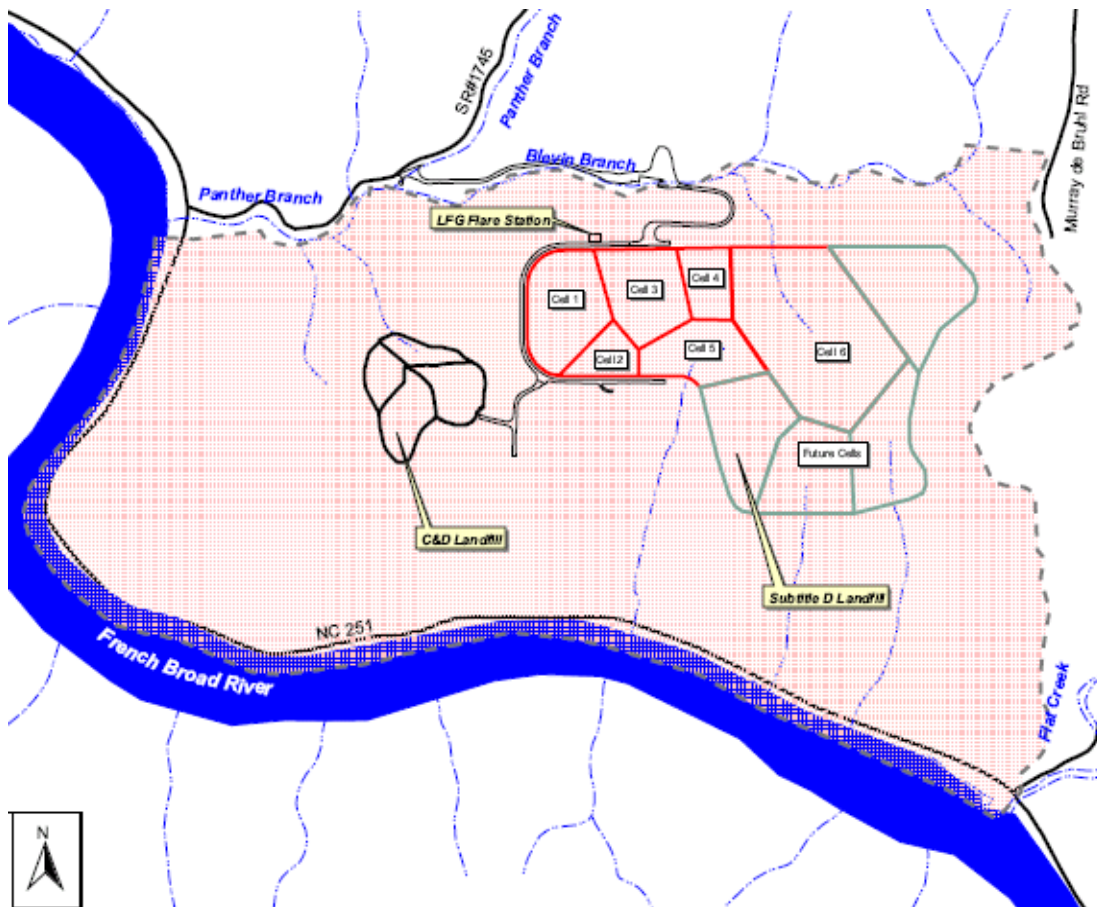 SR#1745
Panther Branch
Murray de Bruhl Rd
Blevin Branch
Panther Branch
LFG Flare Station
Cell 1
Cell 3
Cell 4
Cell 2
Cell 5
Cell 6
Future Cells
C&D Landfill
Subtitle D Landfill
NC 251
French Broad River
Flat Creek
N